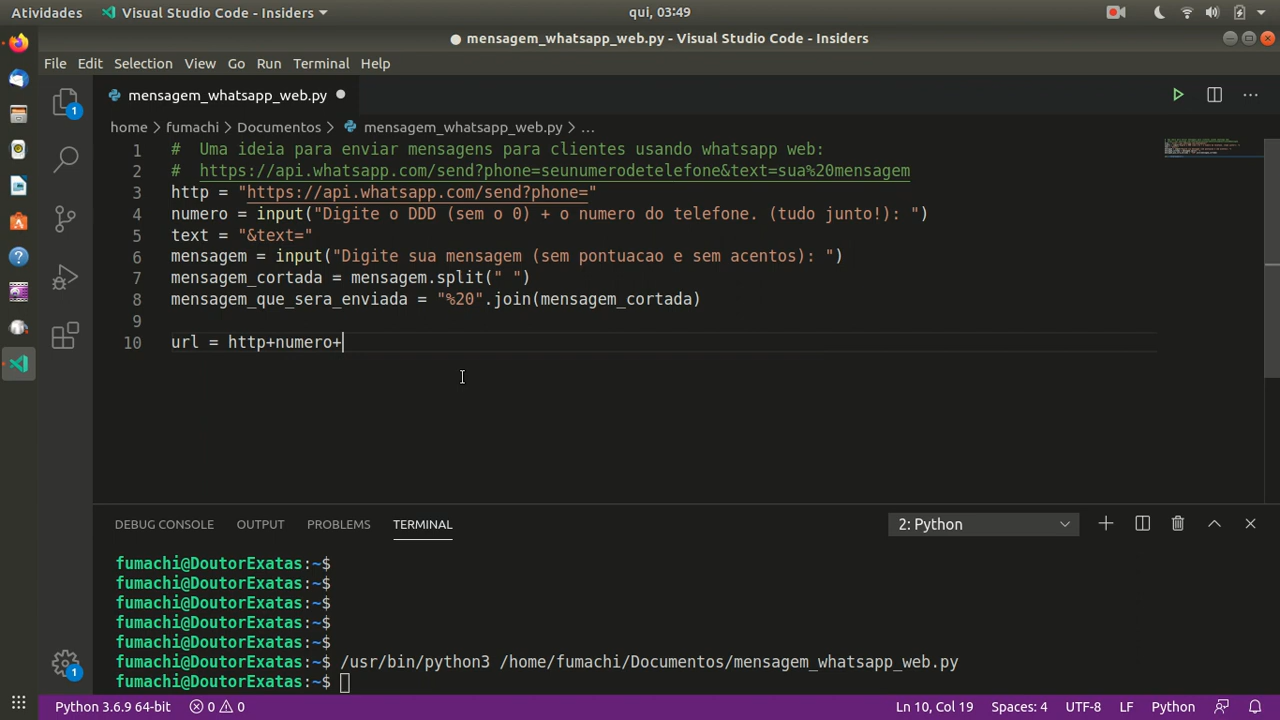 Atividades Visual Studio Code - Insiders qui, 03:49
● mensagem_whatsapp_web.py - Visual Studio Code - Insiders
File Edit Selection View Go Run Terminal Help
mensagem_whatsapp_web.py
home > fumachi > Documentos > mensagem_whatsapp_web.py > ...
1 # Uma ideia para enviar mensagens para clientes usando whatsapp web:
2 # https://api.whatsapp.com/send?phone=seunumerodetelefone&text=sua%20mensagem
3 http = "https://api.whatsapp.com/send?phone="
4 numero = input("Digite o DDD (sem o 0) + o numero do telefone. (tudo junto!): ")
5 text = "&text="
6 mensagem = input("Digite sua mensagem (sem pontuacao e sem acentos): ")
7 mensagem_cortada = mensagem.split(" ")
8 mensagem_que_sera_enviada = "%20".join(mensagem_cortada)
9
10 url = http+numero+
DEBUG CONSOLE OUTPUT PROBLEMS TERMINAL 2: Python
fumachi@DoutorExatas:~$
fumachi@DoutorExatas:~$
fumachi@DoutorExatas:~$
fumachi@DoutorExatas:~$
fumachi@DoutorExatas:~$
fumachi@DoutorExatas:~$ /usr/bin/python3 /home/fumachi/Documentos/mensagem_whatsapp_web.py
fumachi@DoutorExatas:~$
Python 3.6.9 64-bit 0 0 Ln 10, Col 19 Spaces: 4 UTF-8 LF Python
1
1